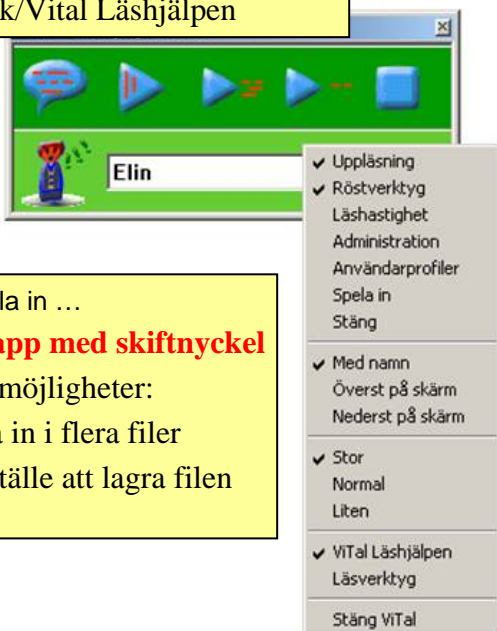 k/Vital Läshjälpen
Elin
Uppläsning
Röstverktyg
Läshastighet
Administration
Användarprofiler
Spela in
Stäng
Med namn
Överst på skärm
Nederst på skärm
Stor
Normal
Liten
ViTal Läshjälpen
Läsverktyg
Stäng ViTal
la in …
app med skiftnyckel
möjligheter:
in i flera filer
tälle att lagra filen